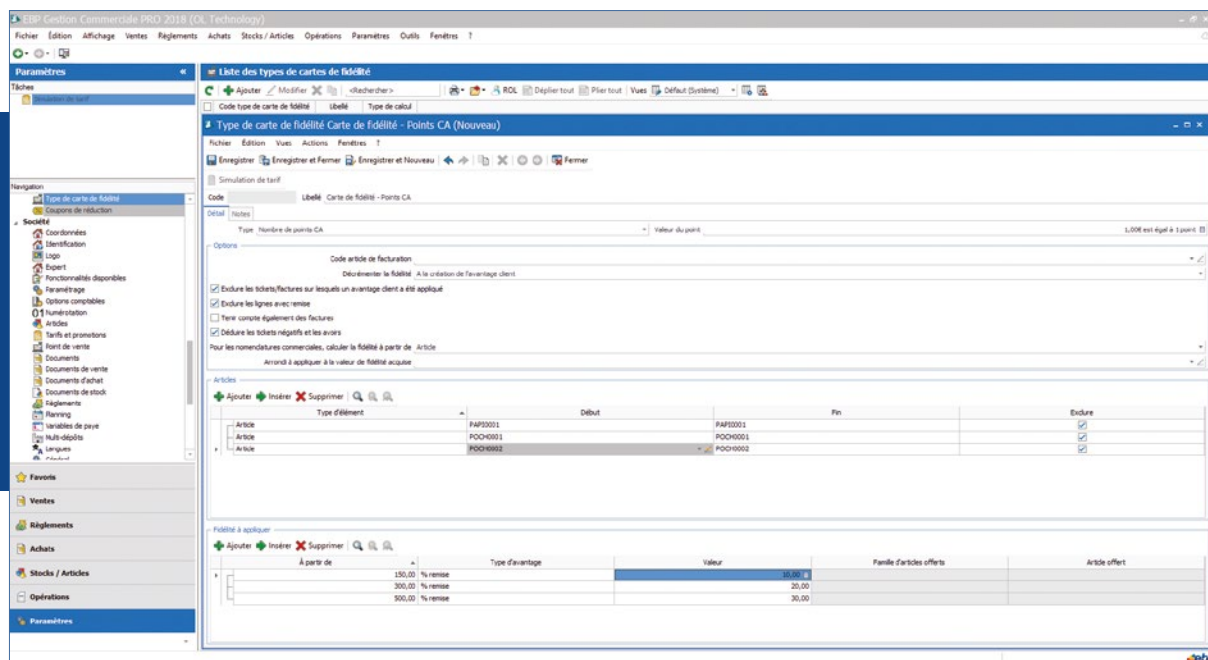 EBP Gestion Commerciale PRO 2018 (OL Technology)
Fichier Édition Affichage Ventes Règlements Achats Stocks / Articles Opérations Paramètres Outils Fenêtres ?
Paramètres «
Liste des types de cartes de fidélité
Tâches
Simulation de tarif
Ajouter Modifier <Rechercher> ROL Déplier tout Plier tout Vues Défaut (Système)
Code type de carte de fidélité Libellé Type de calcul
Type de carte de fidélité Carte de fidélité - Points CA (Nouveau)
Fichier Édition Vues Actions Fenêtres ?
Enregistrer Enregistrer et Fermer Enregistrer et Nouveau Fermer
Simulation de tarif
Code Libellé Carte de fidélité - Points CA
Détail Notes
Type Nombre de points CA Valeur du point 1,00€ est égal à 1 point
Options
Code article de facturation
Décrémenter la fidélité A la création de l'avantage client
Exclure les tickets/factures sur lesquels un avantage client a été appliqué
Exclure les lignes avec remise
Tenir compte également des factures
Déduire les tickets négatifs et les avoirs
Pour les nomenclatures commerciales, calculer la fidélité à partir de Article
Arrondi à appliquer à la valeur de fidélité acquise
Articles
Ajouter Insérer Supprimer
Type d'élément Début Fin Exclure
Article PAPI0001 PAPI0001
Article POCH0001 POCH0001
Article POCH0002 POCH0002
Fidélité à appliquer
Ajouter Insérer Supprimer
À partir de Type d'avantage Valeur Famille d'articles offerts Article offert
150,00 % remise 10,00
300,00 % remise 20,00
500,00 % remise 30,00
Navigation
Type de carte de fidélité
Coupons de réduction
Société
Coordonnées
Identification
Logo
Expert
Fonctionnalités disponibles
Paramétrage
Options comptables
Numérotation
Articles
Tarifs et promotions
Point de vente
Documents
Documents de vente
Documents d'achat
Documents de stock
Règlements
Planning
Variables de paye
Multi-dépôts
Langues
Général
Favoris
Ventes
Règlements
Achats
Stocks / Articles
Opérations
Paramètres
ebp